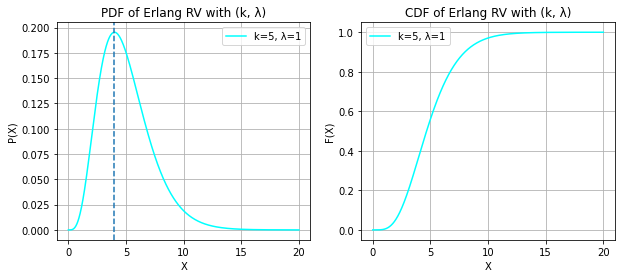 PDF of Erlang RV with (k, λ)
0.200
0.175
0.150
0.125
0.100
0.075
0.050
0.025
0.000
P(X)
k=5, λ=1
0 5 10 15 20
X
CDF of Erlang RV with (k, λ)
1.0
0.8
0.6
0.4
0.2
0.0
F(X)
k=5, λ=1
0 5 10 15 20
X